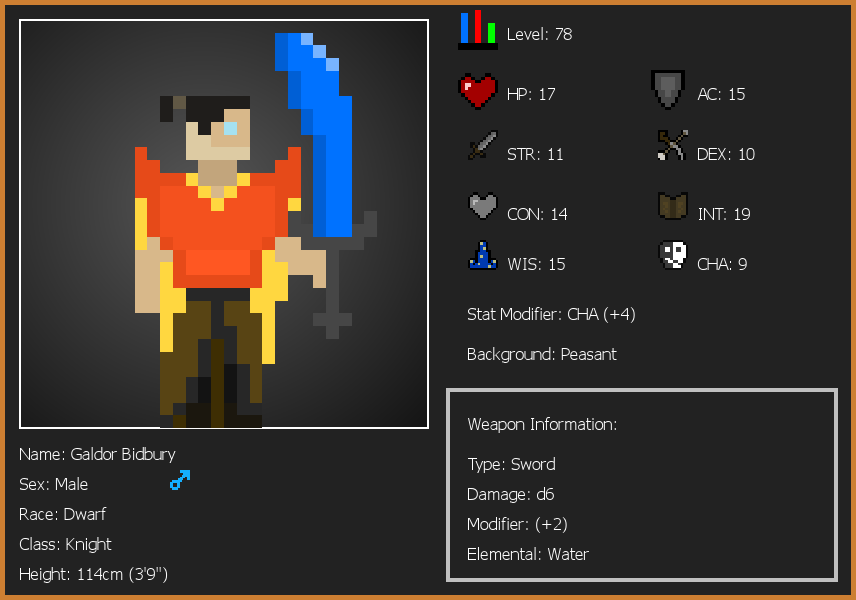 Level: 78
HP: 17
AC: 15
STR: 11
DEX: 10
CON: 14
INT: 19
WIS: 15
CHA: 9
Stat Modifier: CHA (+4)
Background: Peasant
Weapon Information:
Type: Sword
Damage: d6
Modifier: (+2)
Elemental: Water
Name: Galdor Bidbury
Sex: Male
Race: Dwarf
Class: Knight
Height: 114cm (3'9")